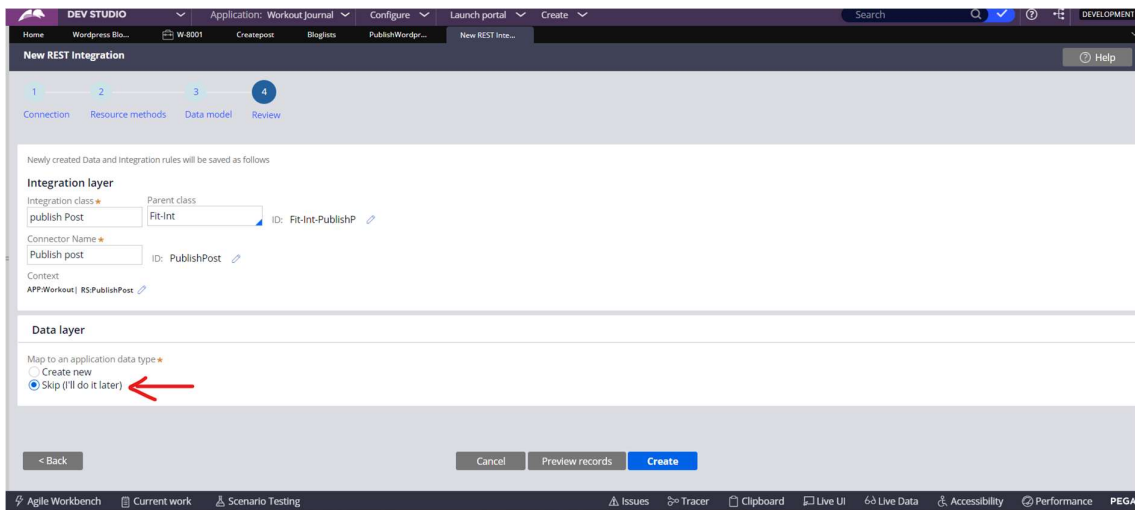 DEV STUDIO Application: Workout Journal Configure Launch portal Create Search DEVELOPMENT
Home Wordpress Blo... W-8001 Createpost Bloglists PublishWordpr... New REST Inte...
New REST Integration Help
1 2 3 4
Connection Resource methods Data model Review
Newly created Data and Integration rules will be saved as follows
Integration layer
Integration class★ Parent class
publish Post Fit-Int ID: Fit-Int-PublishP
Connector Name★
Publish post ID: PublishPost
Context
APP:Workout| RS:PublishPost
Data layer
Map to an application data type★
Create new
Skip (I'll do it later)
< Back Cancel Preview records Create
Agile Workbench Current work Scenario Testing Issues Tracer Clipboard Live UI Live Data Accessibility Performance PEGA